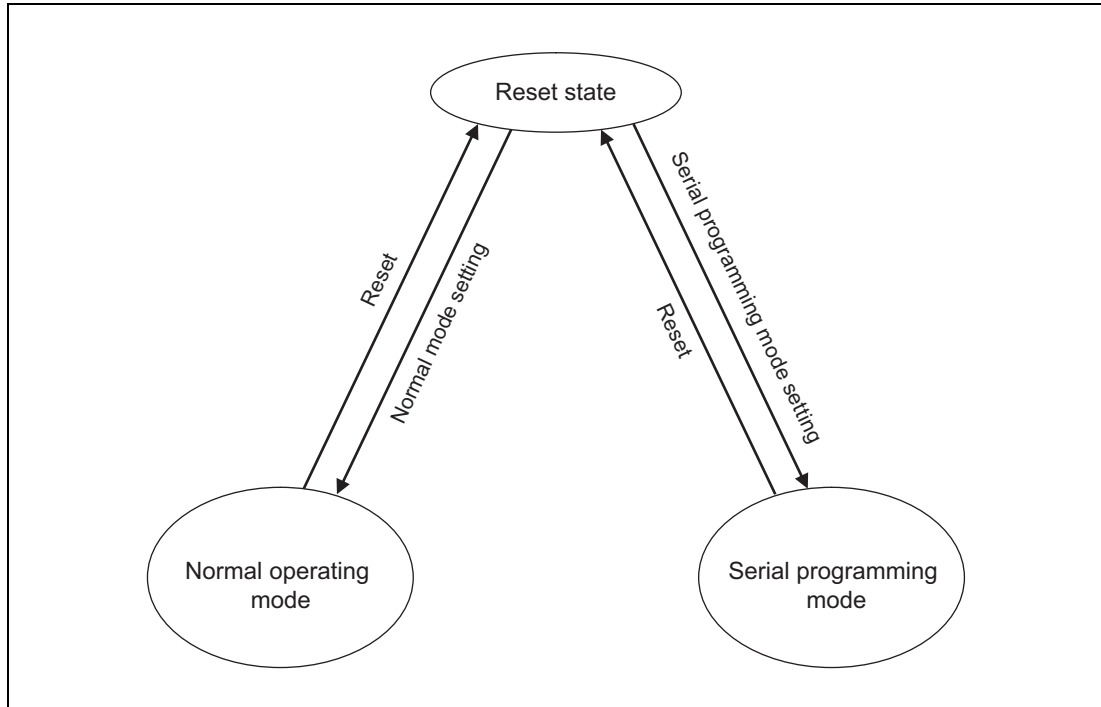 Reset state
Reset
Normal mode setting
Reset
Serial programming mode setting
Normal operating
mode
Serial programming
mode